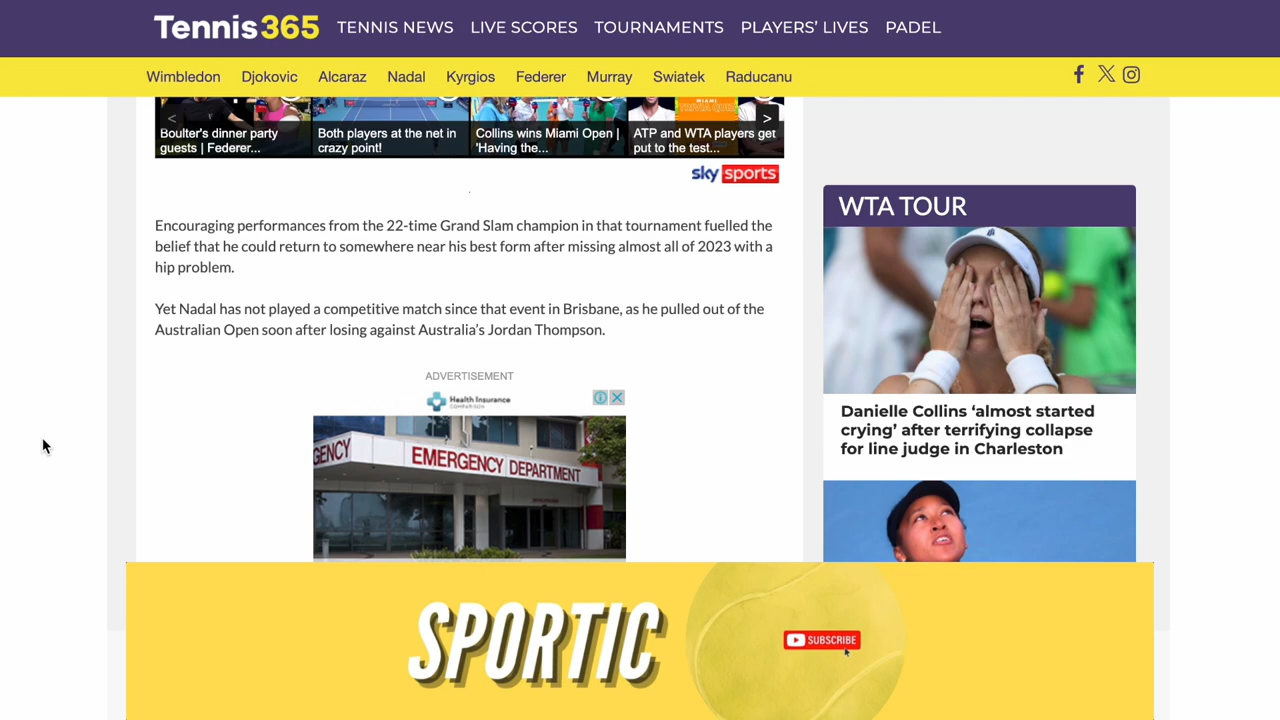 Tennis365 TENNIS NEWS LIVE SCORES TOURNAMENTS PLAYERS' LIVES PADEL
Wimbledon Djokovic Alcaraz Nadal Kyrgios Federer Murray Swiatek Raducanu
Boulter's dinner party
guests | Federer...
Both players at the net in
crazy point!
Collins wins Miami Open |
'Having the...
ATP and WTA players get
put to the test...
sky sports
Encouraging performances from the 22-time Grand Slam champion in that tournament fuelled the
belief that he could return to somewhere near his best form after missing almost all of 2023 with a
hip problem.
Yet Nadal has not played a competitive match since that event in Brisbane, as he pulled out of the
Australian Open soon after losing against Australia's Jordan Thompson.
ADVERTISEMENT
Health Insurance
COMPARISON
GENCY
EMERGENCY DEPARTMENT
WTA TOUR
Danielle Collins ‘almost started
crying’ after terrifying collapse
for line judge in Charleston
SPORTIC
SUBSCRIBE